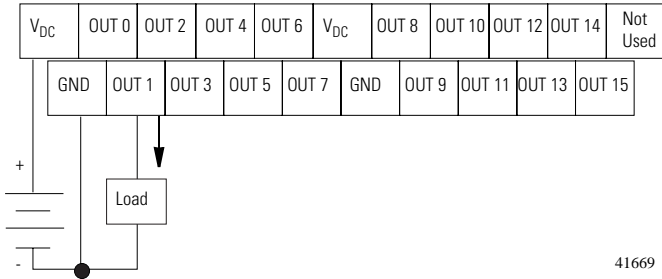 V_DC OUT 0 OUT 2 OUT 4 OUT 6 V_DC OUT 8 OUT 10 OUT 12 OUT 14 Not Used
GND OUT 1 OUT 3 OUT 5 OUT 7 GND OUT 9 OUT 11 OUT 13 OUT 15
+
Load
-
41669